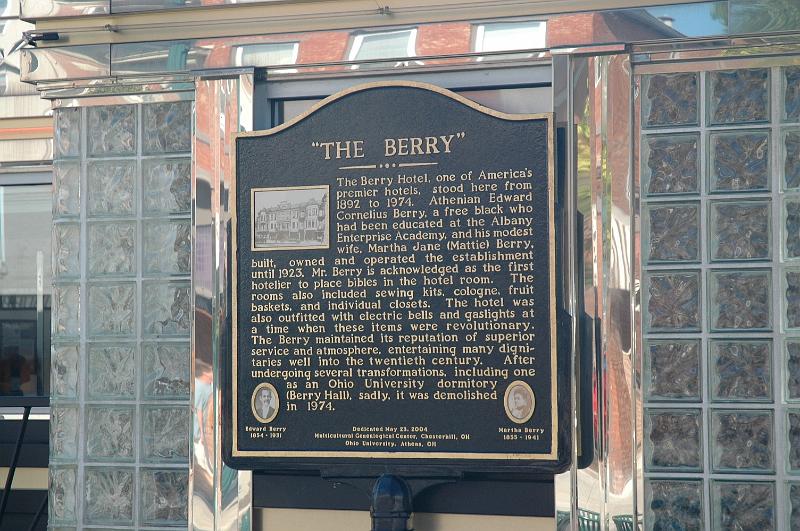 "THE BERRY"
The Berry Hotel, one of America's
premier hotels, stood here from
1892 to 1974. Athenian Edward
Cornelius Berry, a free black who
had been educated at the Albany
Enterprise Academy, and his modest
wife, Martha Jane (Mattie) Berry,
built, owned and operated the establishment
until 1923. Mr. Berry is acknowledged as the first
hotelier to place bibles in the hotel room. The
rooms also included sewing kits, cologne, fruit
baskets, and individual closets. The hotel was
also outfitted with electric bells and gaslights at
a time when these items were revolutionary.
The Berry maintained its reputation of superior
service and atmosphere, entertaining many digni-
taries well into the twentieth century. After
undergoing several transformations, including one
as an Ohio University dormitory
(Berry Hall), sadly, it was demolished
in 1974.
Edward Berry
1854 - 1931
Dedicated May 23, 2004
Multicultural Genealogical Center, Chesterhill, OH
Ohio University, Athens, OH
Martha Berry
1855 - 1941